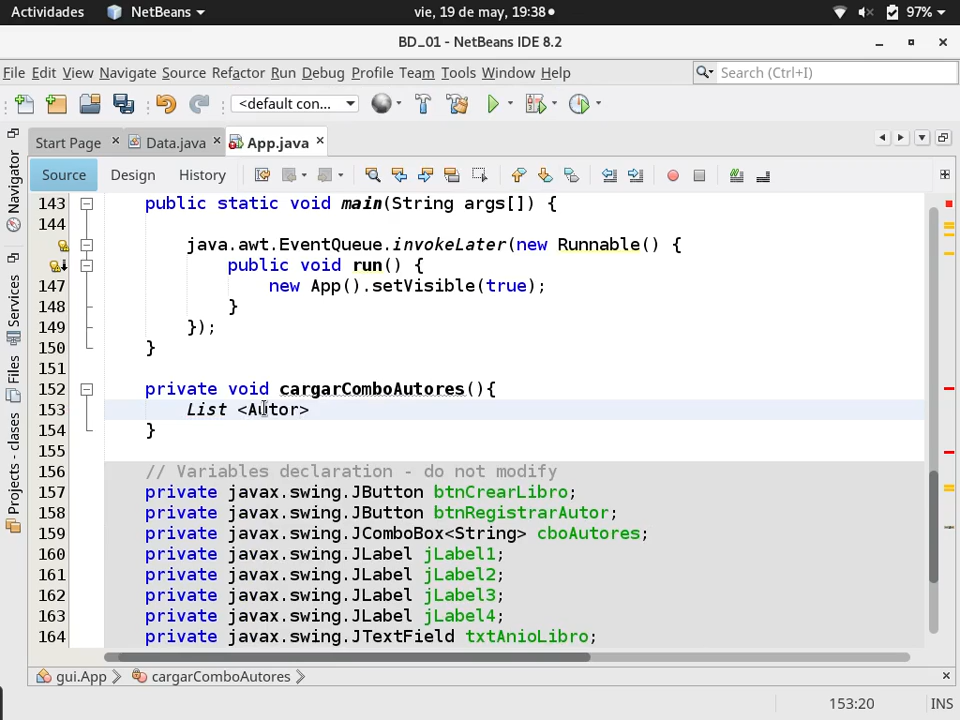 Actividades NetBeans vie, 19 de may, 19:38 97%
BD_01 - NetBeans IDE 8.2
File Edit View Navigate Source Refactor Run Debug Profile Team Tools Window Help Search (Ctrl+I)
<default con...
Start Page Data.java App.java
Source Design History
Navigator
Services
Files
Projects - clases
143 public static void main(String args[]) {
144
java.awt.EventQueue.invokeLater(new Runnable() {
public void run() {
147 new App().setVisible(true);
148 }
149 });
150 }
151
152 private void cargarComboAutores(){
153 List <Autor>
154 }
155
156 // Variables declaration - do not modify
157 private javax.swing.JButton btnCrearLibro;
158 private javax.swing.JButton btnRegistrarAutor;
159 private javax.swing.JComboBox<String> cboAutores;
160 private javax.swing.JLabel jLabel1;
161 private javax.swing.JLabel jLabel2;
162 private javax.swing.JLabel jLabel3;
163 private javax.swing.JLabel jLabel4;
164 private javax.swing.JTextField txtAnioLibro;
gui.App cargarComboAutores
153:20 INS